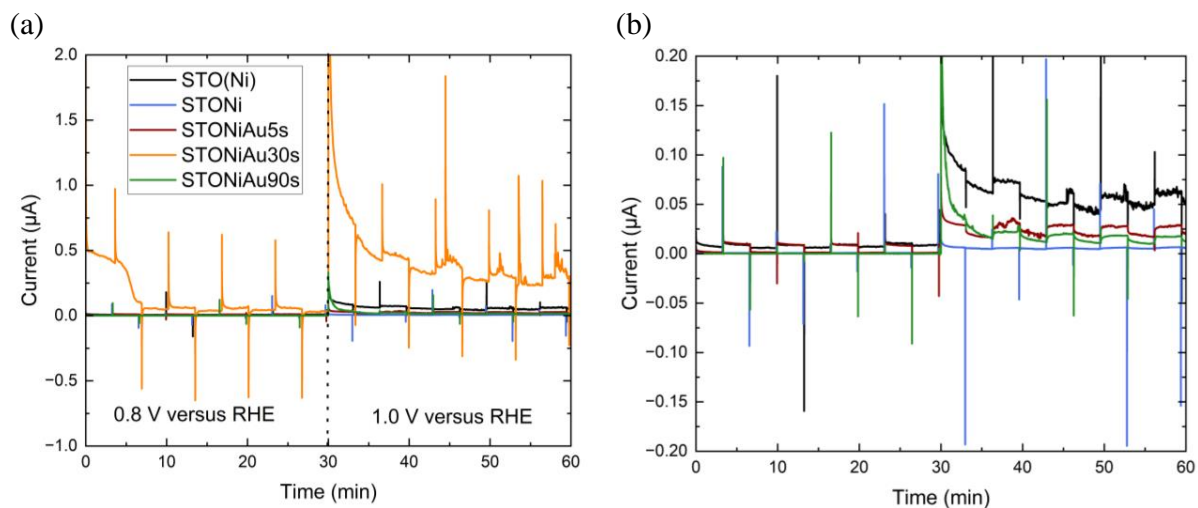 (a)
(b)
2.0
1.5
1.0
0.5
0.0
−0.5
−1.0
Current (µA)
STO(Ni)
STONi
STONiAu5s
STONiAu30s
STONiAu90s
0.8 V versus RHE
1.0 V versus RHE
0 10 20 30 40 50 60
Time (min)
0.20
0.15
0.10
0.05
0.00
−0.05
−0.10
−0.15
−0.20
Current (µA)
0 10 20 30 40 50 60
Time (min)